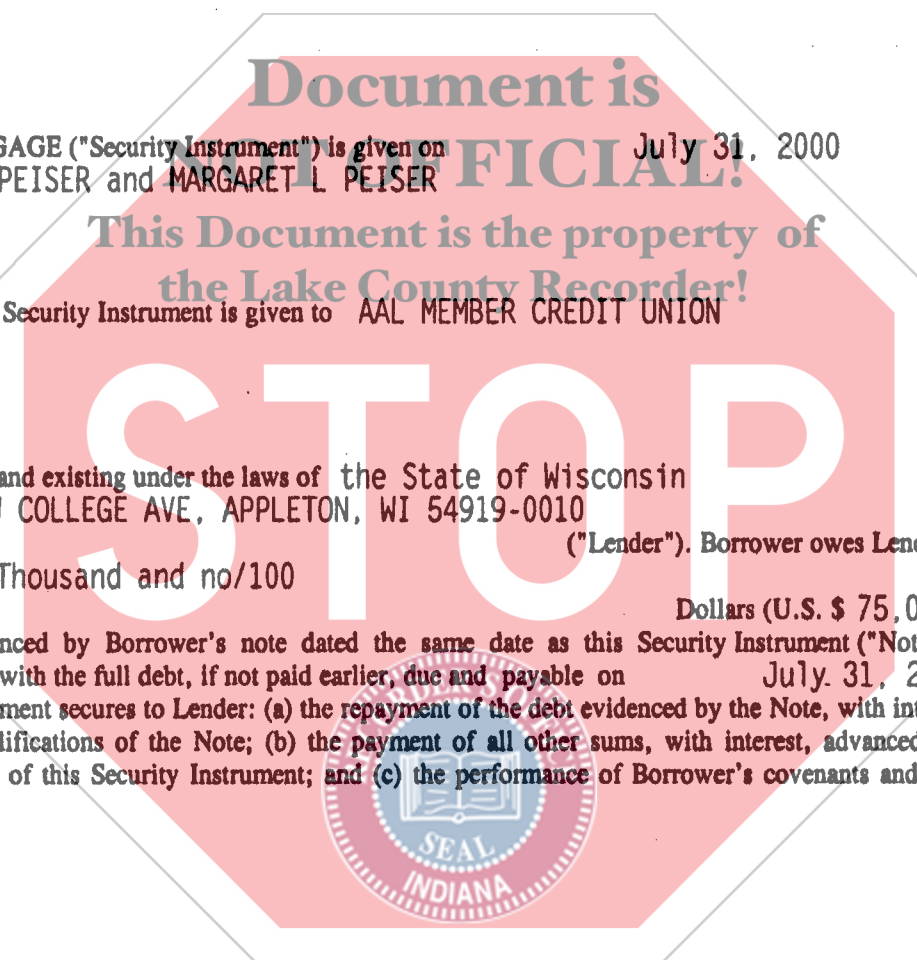 Document is
GAGE ("Security Instrument") is given on July 31, 2000
NOT OFFICIAL!
PEISER and MARGARET L PEISER
This Document is the property of
the Lake County Recorder!
Security Instrument is given to AAL MEMBER CREDIT UNION
STOP
and existing under the laws of the State of Wisconsin
COLLEGE AVE, APPLETON, WI 54919-0010
("Lender"). Borrower owes Lend
Thousand and no/100
Dollars (U.S. $ 75,0
nced by Borrower's note dated the same date as this Security Instrument ("Not
with the full debt, if not paid earlier, due and payable on July 31, 2
ment secures to Lender: (a) the repayment of the debt evidenced by the Note, with int
lifications of the Note; (b) the payment of all other sums, with interest, advanced
of this Security Instrument; and (c) the performance of Borrower's covenants and
SEAL
INDIANA